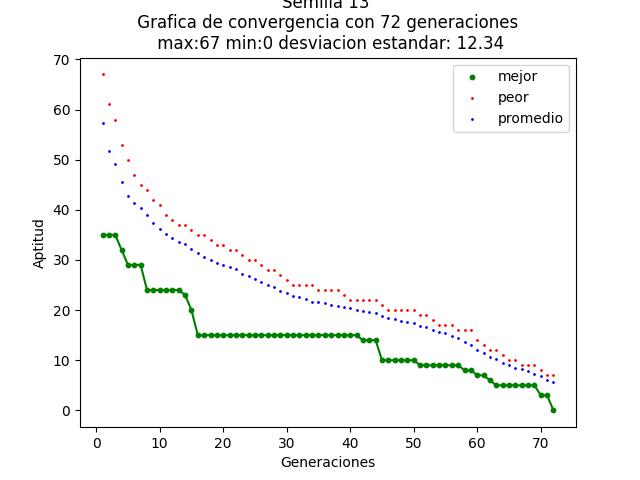 Semilla 13
Grafica de convergencia con 72 generaciones
max:67 min:0 desviacion estandar: 12.34
70
60
50
40
30
20
10
0
Aptitud
mejor
peor
promedio
0 10 20 30 40 50 60 70
Generaciones